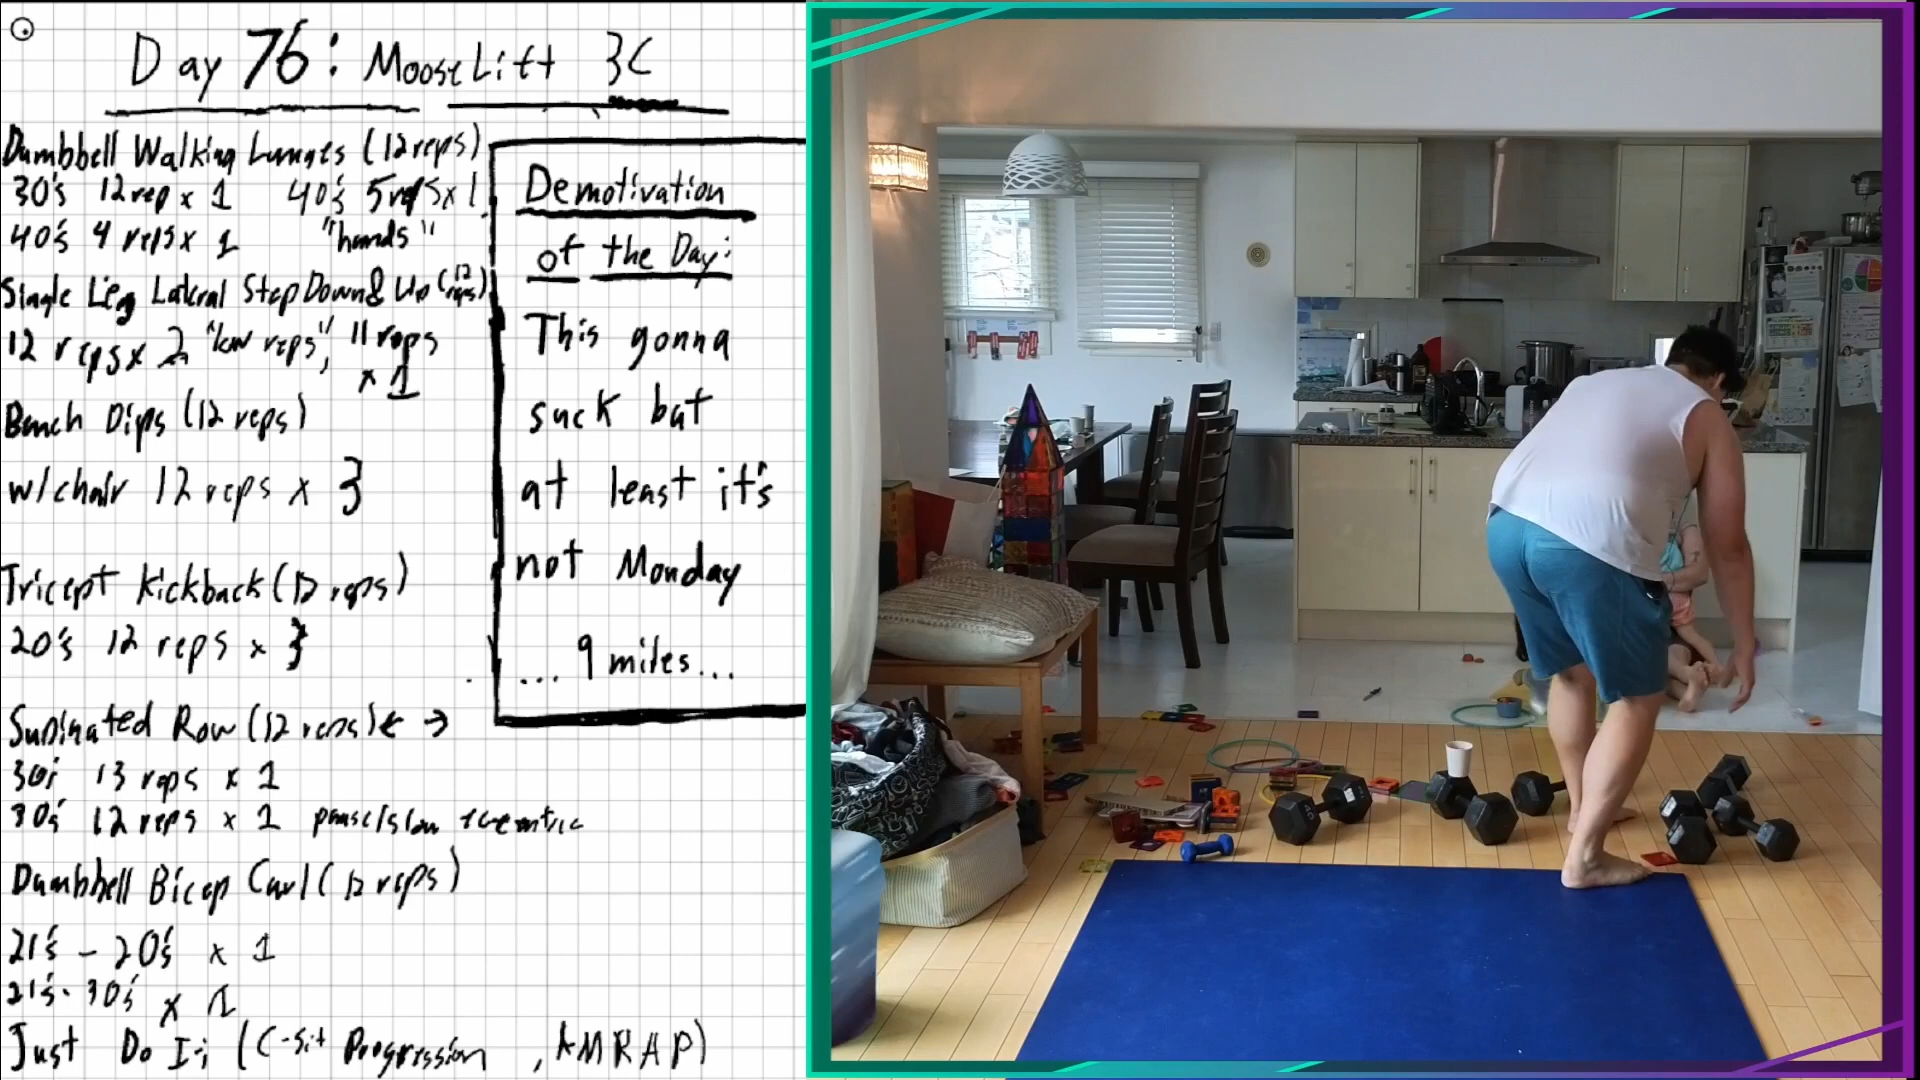 Day 76: MooseLift 3C
Dumbbell Walking Lunges (12 reps)
30's 12 rep x 1 40's 5 reps x 1
40's 4 reps x 1 "hands"
Single Leg Lateral Step Down & Up (12 reps)
12 reps x 2 "low reps", 11 reps
x 1
Bench Dips (12 reps)
w/chair 12 reps x 3
Tricept Kickback (12 reps)
20's 12 reps x 3
Supinated Row (12 reps) ← →
30's 13 reps x 1
30's 12 reps x 1 pause/slow eccentric
Dumbbell Bicep Curl (12 reps)
21's - 20's x 1
21's - 30's x 1
Just Do It (C-Sit Progression, AMRAP)
Demotivation
of the Day:
This gonna
suck but
at least it's
not Monday
... 9 miles...